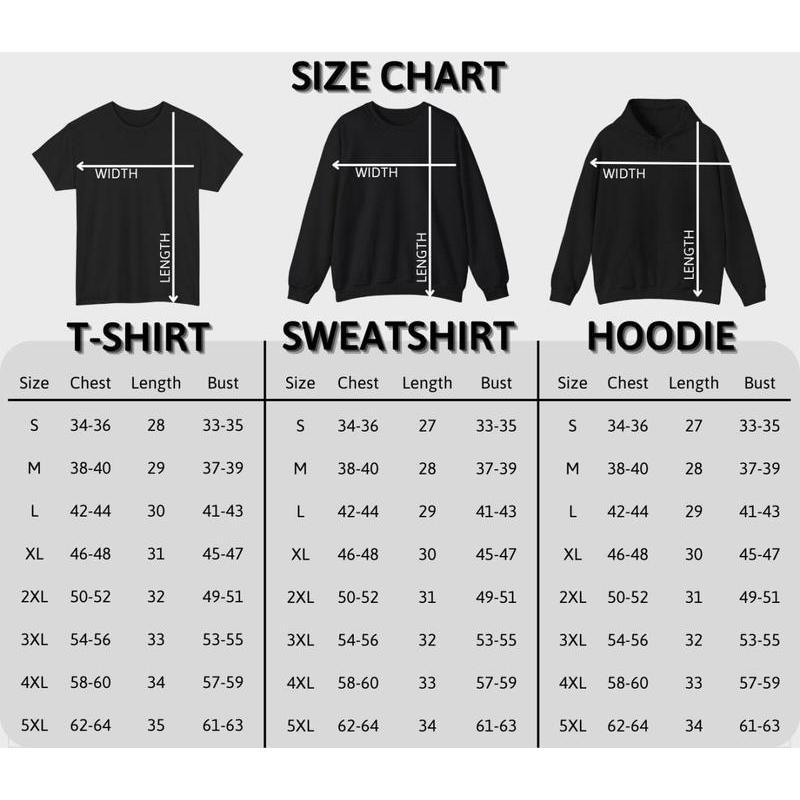 SIZE CHART
WIDTH
LENGTH
WIDTH
LENGTH
WIDTH
LENGTH
T-SHIRT
Size Chest Length Bust
S 34-36 28 33-35
M 38-40 29 37-39
L 42-44 30 41-43
XL 46-48 31 45-47
2XL 50-52 32 49-51
3XL 54-56 33 53-55
4XL 58-60 34 57-59
5XL 62-64 35 61-63
SWEATSHIRT
Size Chest Length Bust
S 34-36 27 33-35
M 38-40 28 37-39
L 42-44 29 41-43
XL 46-48 30 45-47
2XL 50-52 31 49-51
3XL 54-56 32 53-55
4XL 58-60 33 57-59
5XL 62-64 34 61-63
HOODIE
Size Chest Length Bust
S 34-36 27 33-35
M 38-40 28 37-39
L 42-44 29 41-43
XL 46-48 30 45-47
2XL 50-52 31 49-51
3XL 54-56 32 53-55
4XL 58-60 33 57-59
5XL 62-64 34 61-63